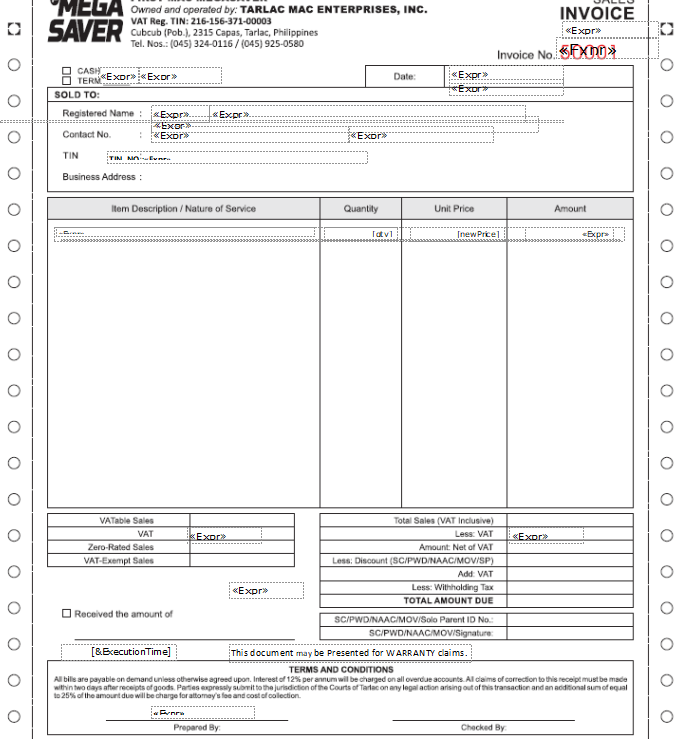 MEGA SAVER
Owned and operated by: TARLAC MAC ENTERPRISES, INC.
VAT Reg. TIN: 216-156-371-00003
Cubcub (Pob.), 2315 Capas, Tarlac, Philippines
Tel. Nos.: (045) 324-0116 / (045) 925-0580
SALES
INVOICE
«Expr»
Invoice No. «Expr»
CASH «Expr» «Expr»
TERM
Date: «Expr»
«Expr»
SOLD TO:
Registered Name : «Expr» «Expr»
«Expr»
Contact No. : «Expr» «Expr»
TIN TIN NO:«Expr»
Business Address :
Item Description / Nature of Service Quantity Unit Price Amount
«Expr» [qty] [newPrice] «Expr»
VATable Sales
VAT «Expr»
Zero-Rated Sales
VAT-Exempt Sales
Total Sales (VAT Inclusive)
Less: VAT «Expr»
Amount: Net of VAT
Less: Discount (SC/PWD/NAAC/MOV/SP)
Add: VAT
Less: Withholding Tax
TOTAL AMOUNT DUE
«Expr»
Received the amount of
SC/PWD/NAAC/MOV/Solo Parent ID No.:
SC/PWD/NAAC/MOV/Signature:
[&ExecutionTime] This document may be Presented for WARRANTY claims.
TERMS AND CONDITIONS
All bills are payable on demand unless otherwise agreed upon. Interest of 12% per annum will be charged on all overdue accounts. All claims of correction to this receipt must be made
within two days after receipts of goods. Parties expressly submit to the jurisdiction of the Courts of Tarlac on any legal action arising out of this transaction and an additional sum of equal
to 25% of the amount due will be charge for attorney's fee and cost of collection.
«Expr»
Prepared By: Checked By: